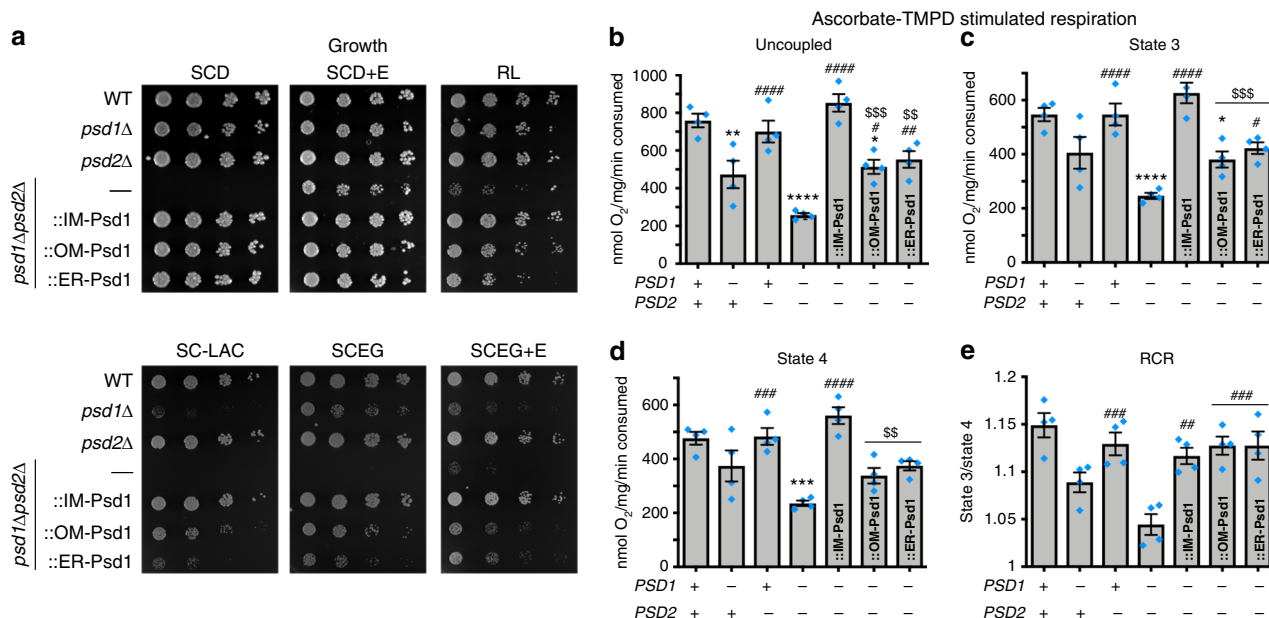 a
Growth
SCD SCD+E RL
WT
psd1Δ
psd2Δ
—
::IM-Psd1
::OM-Psd1
::ER-Psd1
psd1Δpsd2Δ
SC-LAC SCEG SCEG+E
WT
psd1Δ
psd2Δ
—
::IM-Psd1
::OM-Psd1
::ER-Psd1
psd1Δpsd2Δ
Ascorbate-TMPD stimulated respiration
b
Uncoupled
nmol O2/mg/min consumed
1000
800
600
400
200
0
**
####
****
####
$$$
#
*
$$
##
::IM-Psd1
::OM-Psd1
::ER-Psd1
PSD1 + – + – – – –
PSD2 + + – – – – –
c
State 3
nmol O2/mg/min consumed
600
400
200
0
####
****
####
$$$
*
#
::IM-Psd1
::OM-Psd1
::ER-Psd1
+ – + – – – –
+ + – – – – –
d
State 4
nmol O2/mg/min consumed
600
400
200
0
###
***
####
$$
::IM-Psd1
::OM-Psd1
::ER-Psd1
PSD1 + – + – – – –
PSD2 + + – – – – –
e
RCR
State 3/state 4
1.2
1.15
1.1
1.05
1
###
##
###
::IM-Psd1
::OM-Psd1
::ER-Psd1
+ – + – – – –
+ + – – – – –